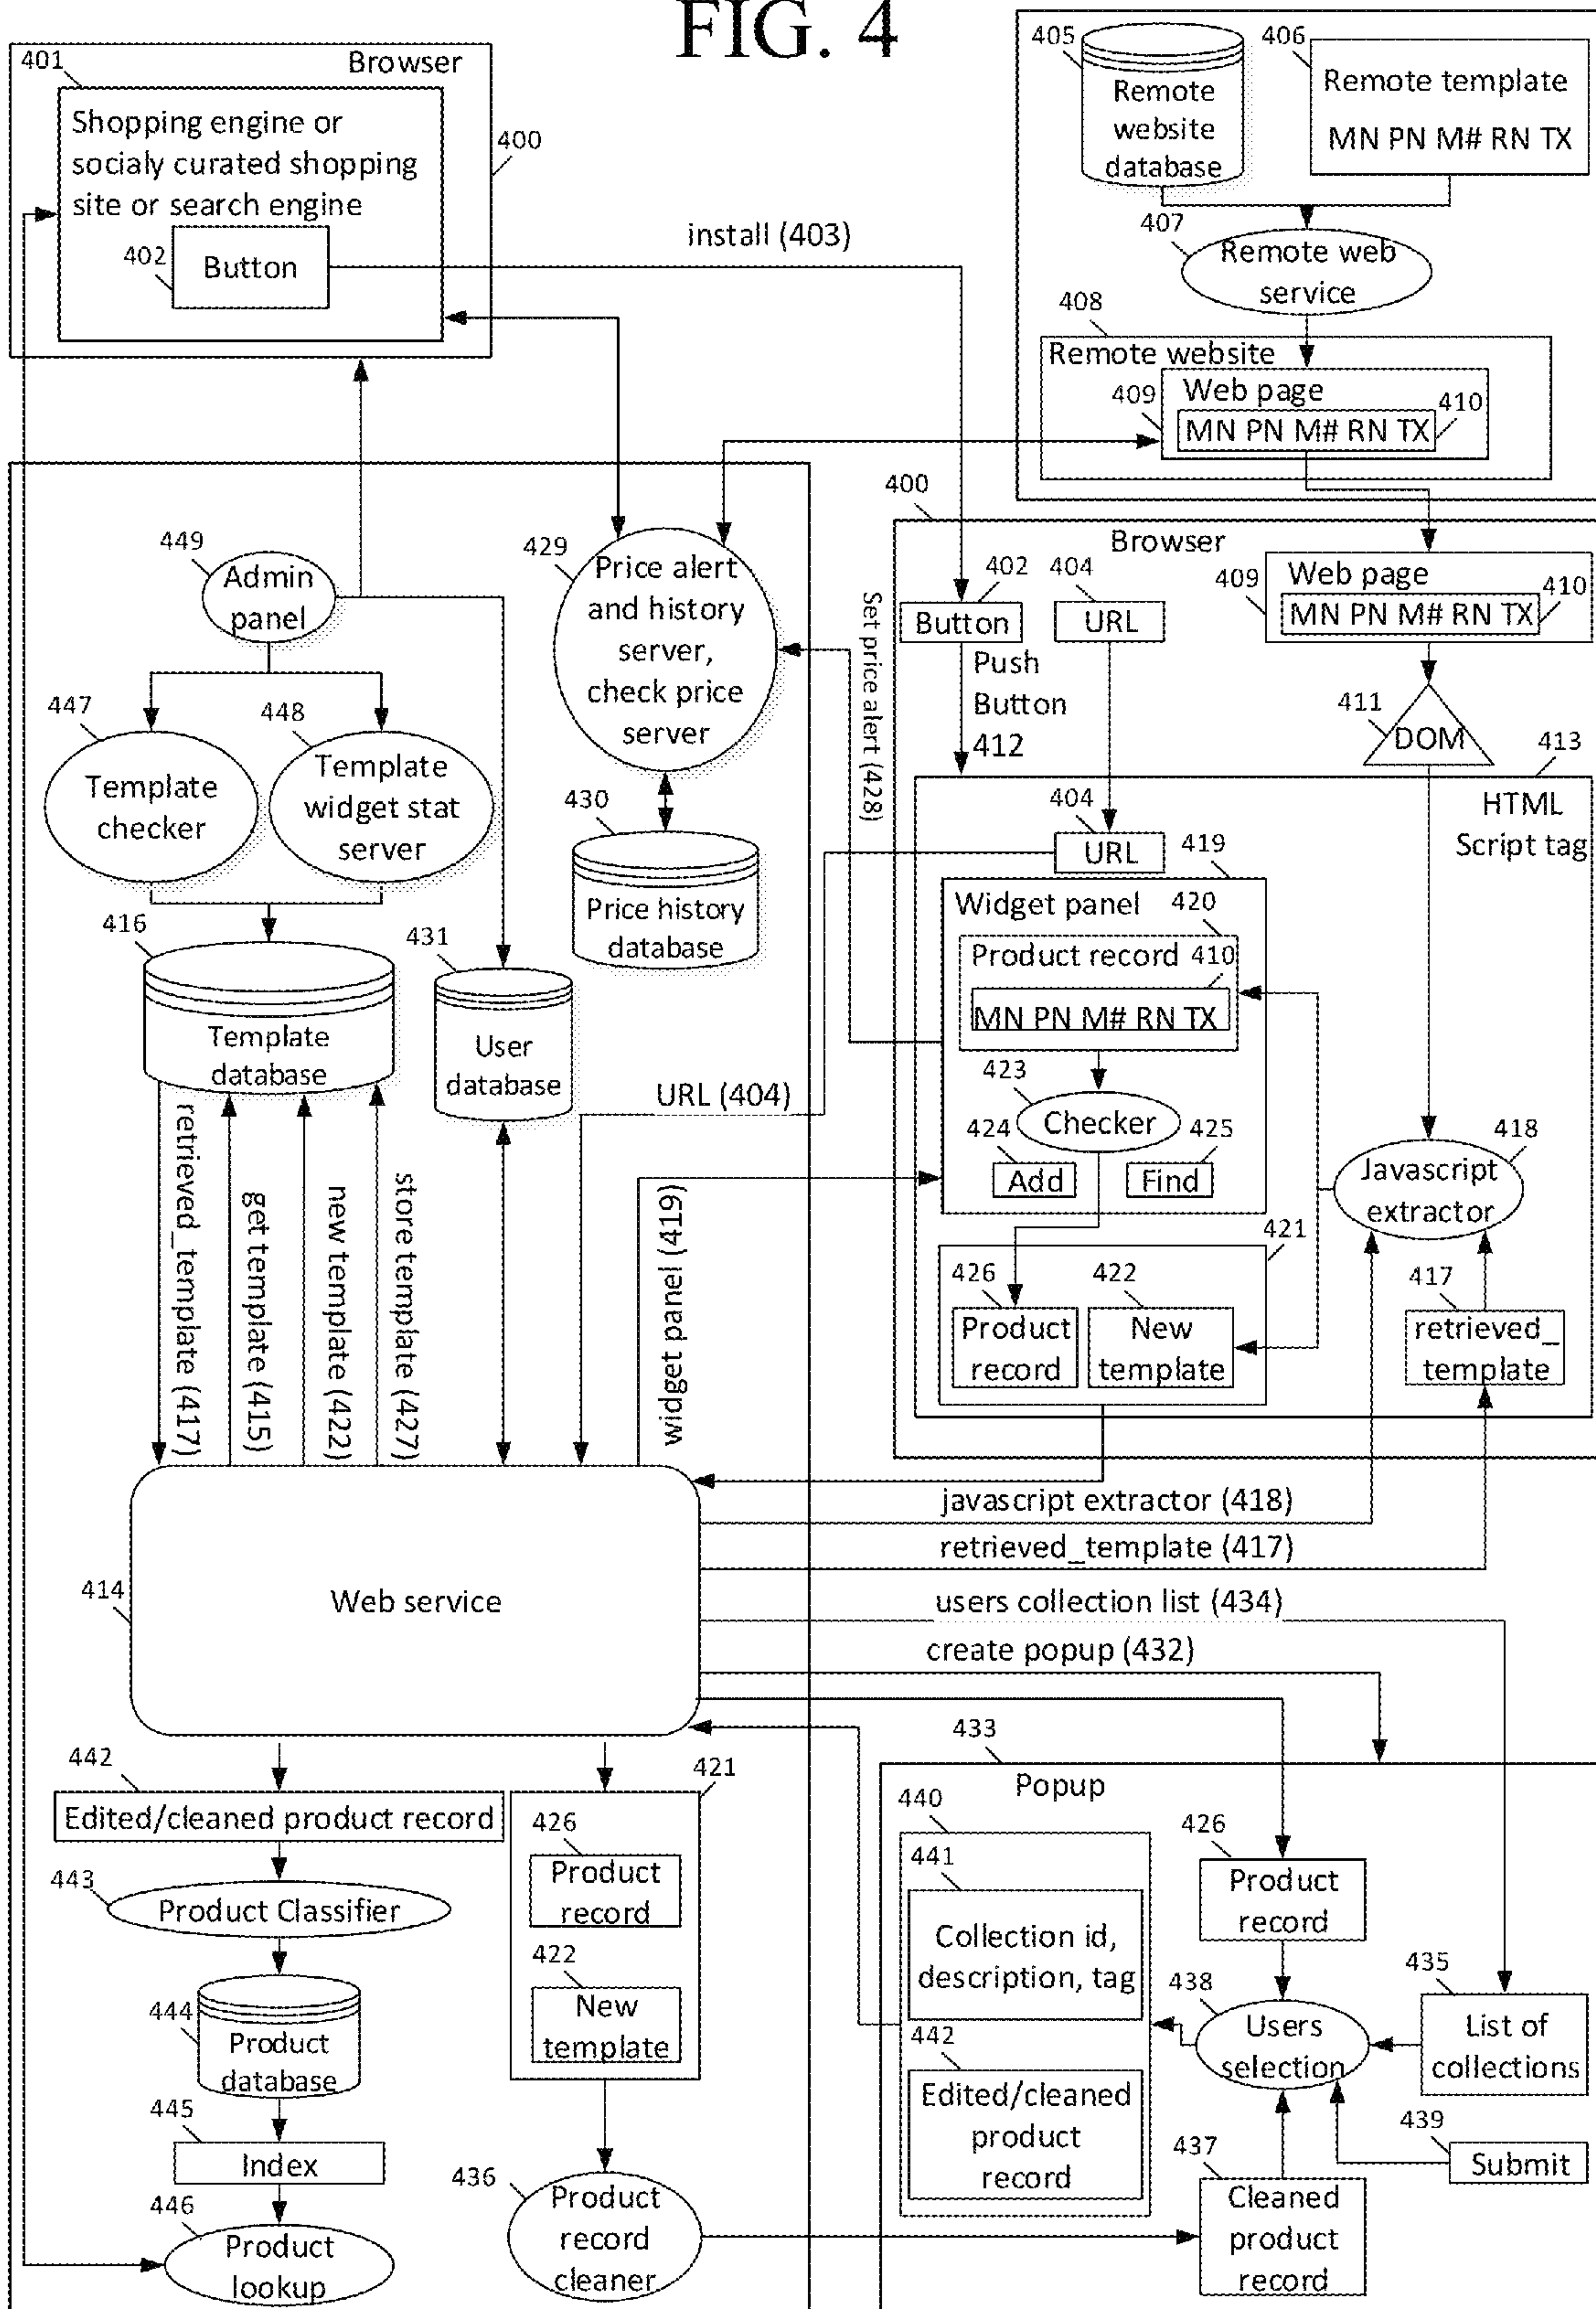 FIG. 4
401
Browser
Shopping engine or
socialy curated shopping
site or search engine
400
402
Button
install (403)
405
Remote
website
database
406
Remote template
MN PN M# RN TX
407
Remote web
service
408
Remote website
409
Web page
410
MN PN M# RN TX
400
Browser
402
Button
404
URL
Push
Button
412
409
Web page
410
MN PN M# RN TX
411
DOM
413
HTML
Script tag
404
URL
419
Widget panel
420
Product record
410
MN PN M# RN TX
423
Checker
424
Add
425
Find
418
Javascript
extractor
421
426
Product
record
422
New
template
417
retrieved_
template
449
Admin
panel
429
Price alert
and history
server,
check price
server
Set price alert (428)
447
Template
checker
448
Template
widget stat
server
430
Price history
database
416
Template
database
431
User
database
URL (404)
retrieved_template (417)
get template (415)
new template (422)
store template (427)
widget panel (419)
414
Web service
javascript extractor (418)
retrieved_template (417)
users collection list (434)
create popup (432)
442
Edited/cleaned product record
443
Product Classifier
444
Product
database
445
Index
446
Product
lookup
421
426
Product
record
422
New
template
436
Product
record
cleaner
433
Popup
440
441
Collection id,
description, tag
442
Edited/cleaned
product
record
426
Product
record
438
Users
selection
435
List of
collections
439
Submit
437
Cleaned
product
record